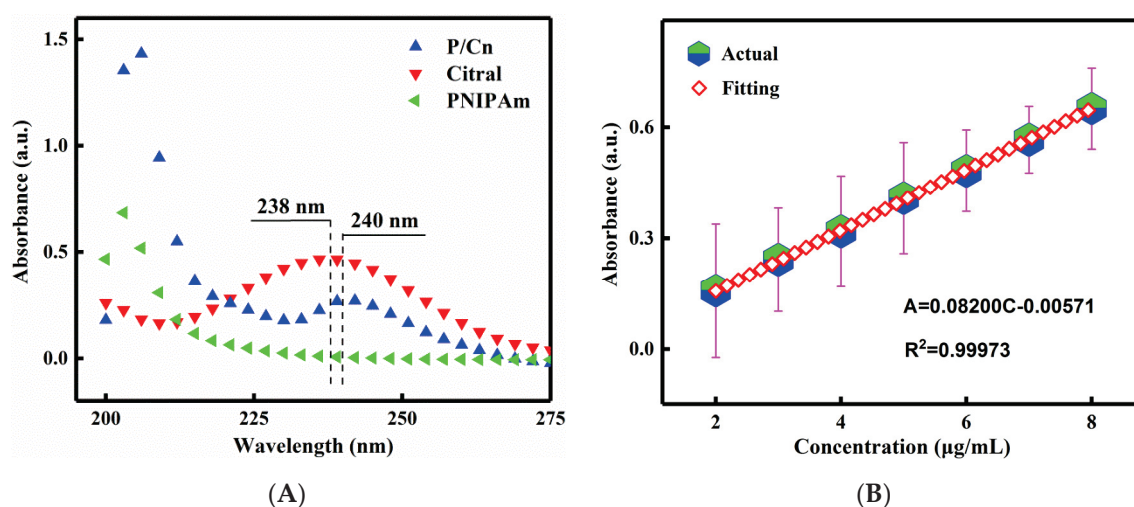 A
P/Cn
Citral
PNIPAm
238 nm
240 nm
1.5
1.0
0.5
0.0
Absorbance (a.u.)
200
225
250
275
Wavelength (nm)
(A)
B
Actual
Fitting
0.6
0.3
0.0
Absorbance (a.u.)
A=0.08200C-0.00571
R²=0.99973
2
4
6
8
Concentration (μg/mL)
(B)